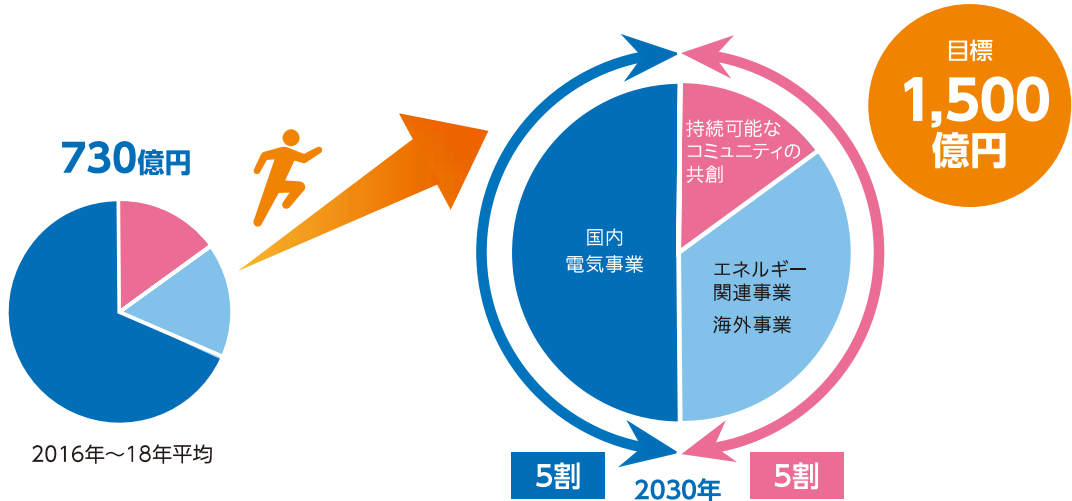 730億円
2016年～18年平均
国内
電気事業
持続可能な
コミュニティの
共創
エネルギー
関連事業
海外事業
5割
2030年
5割
目標
1,500
億円